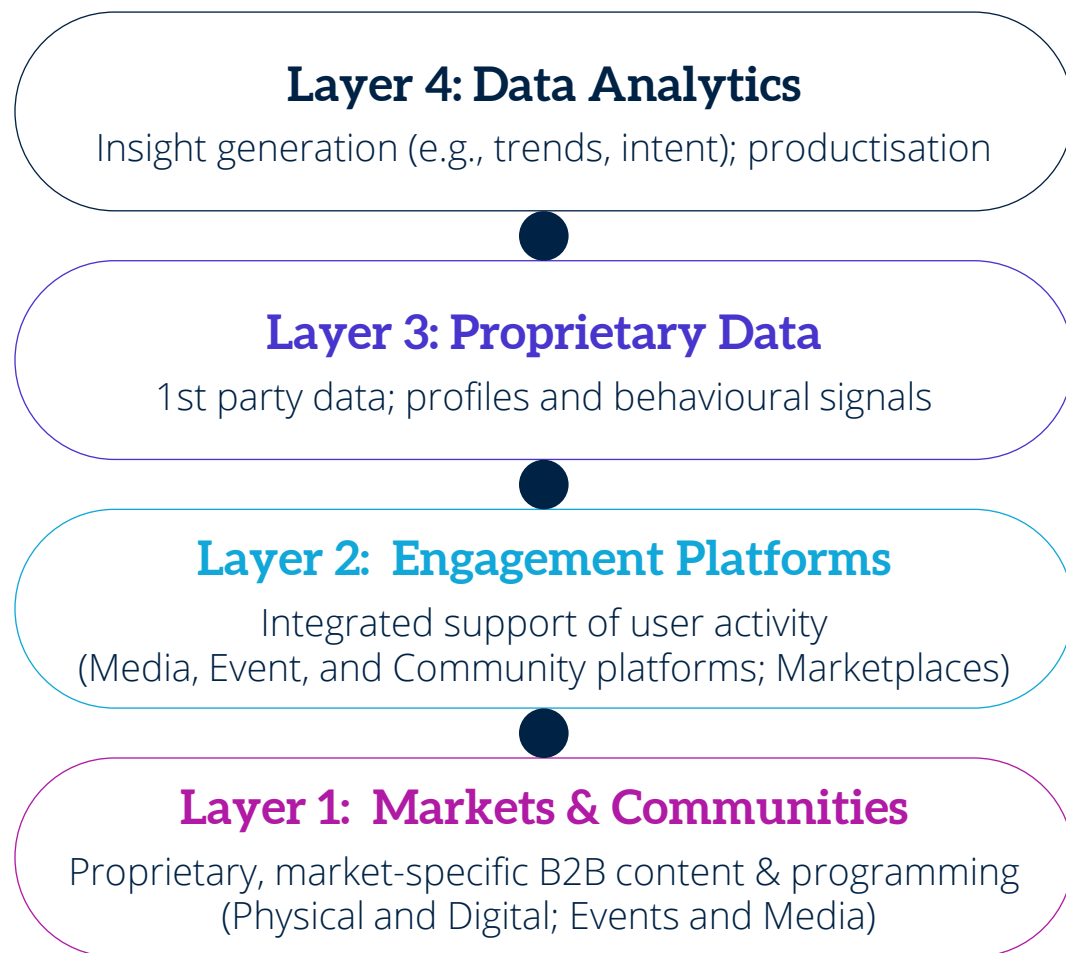 Layer 4: Data Analytics
Insight generation (e.g., trends, intent); productisation
Layer 3: Proprietary Data
1st party data; profiles and behavioural signals
Layer 2: Engagement Platforms
Integrated support of user activity
(Media, Event, and Community platforms; Marketplaces)
Layer 1: Markets & Communities
Proprietary, market-specific B2B content & programming
(Physical and Digital; Events and Media)